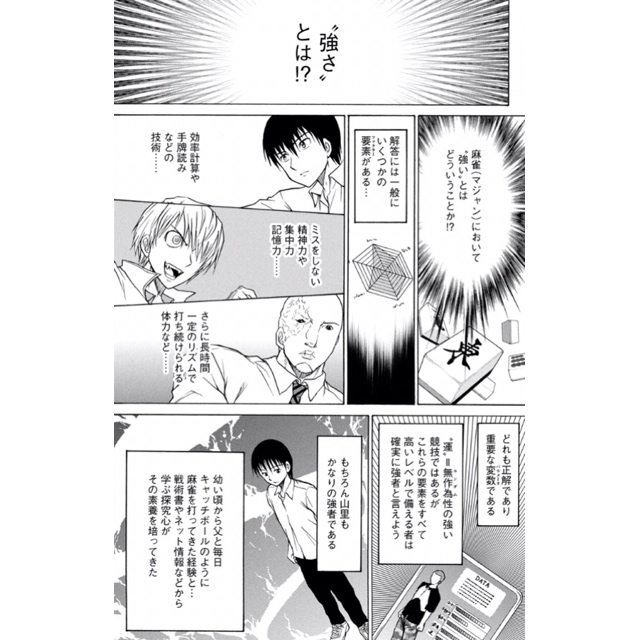 〝強さ〟
とは!?
麻雀(マジャン)において
〝強い〟とは
どういうことか!?
解答には一般に
いくつかの
要素がある…
効率計算や
手牌読み
などの
技術……
ミスをしない
精神力や
集中力
記憶力……
さらに長時間
一定のリズムで
打ち続けられる
体力など……
どれも正解であり
重要な変数である
〝運〟=無作為性の強い
競技ではあるが
これらの要素をすべて
高いレベルで備える者は
確実に強者と言えよう
DATA
もちろん山里も
かなりの強者である
幼い頃から父と毎日
キャッチボールのように
麻雀を打ってきた経験と…
戦術書やネット情報などから
学ぶ探究心が
その素養を培ってきた